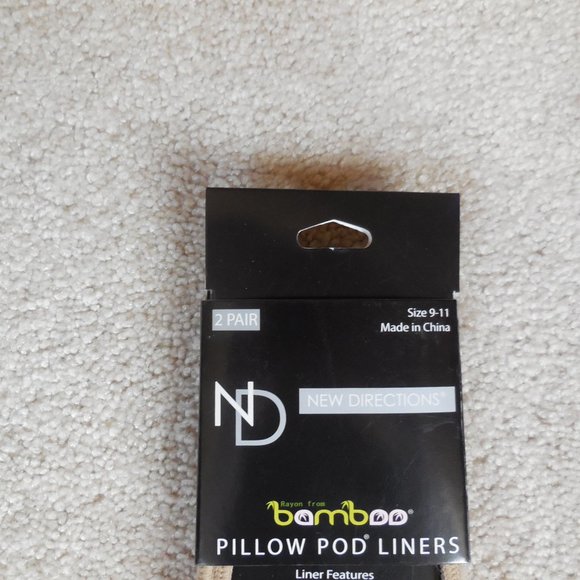 2 PAIR
Size 9-11
Made in China
ND
NEW DIRECTIONS®
Rayon from
bamboo®
PILLOW POD® LINERS
Liner Features